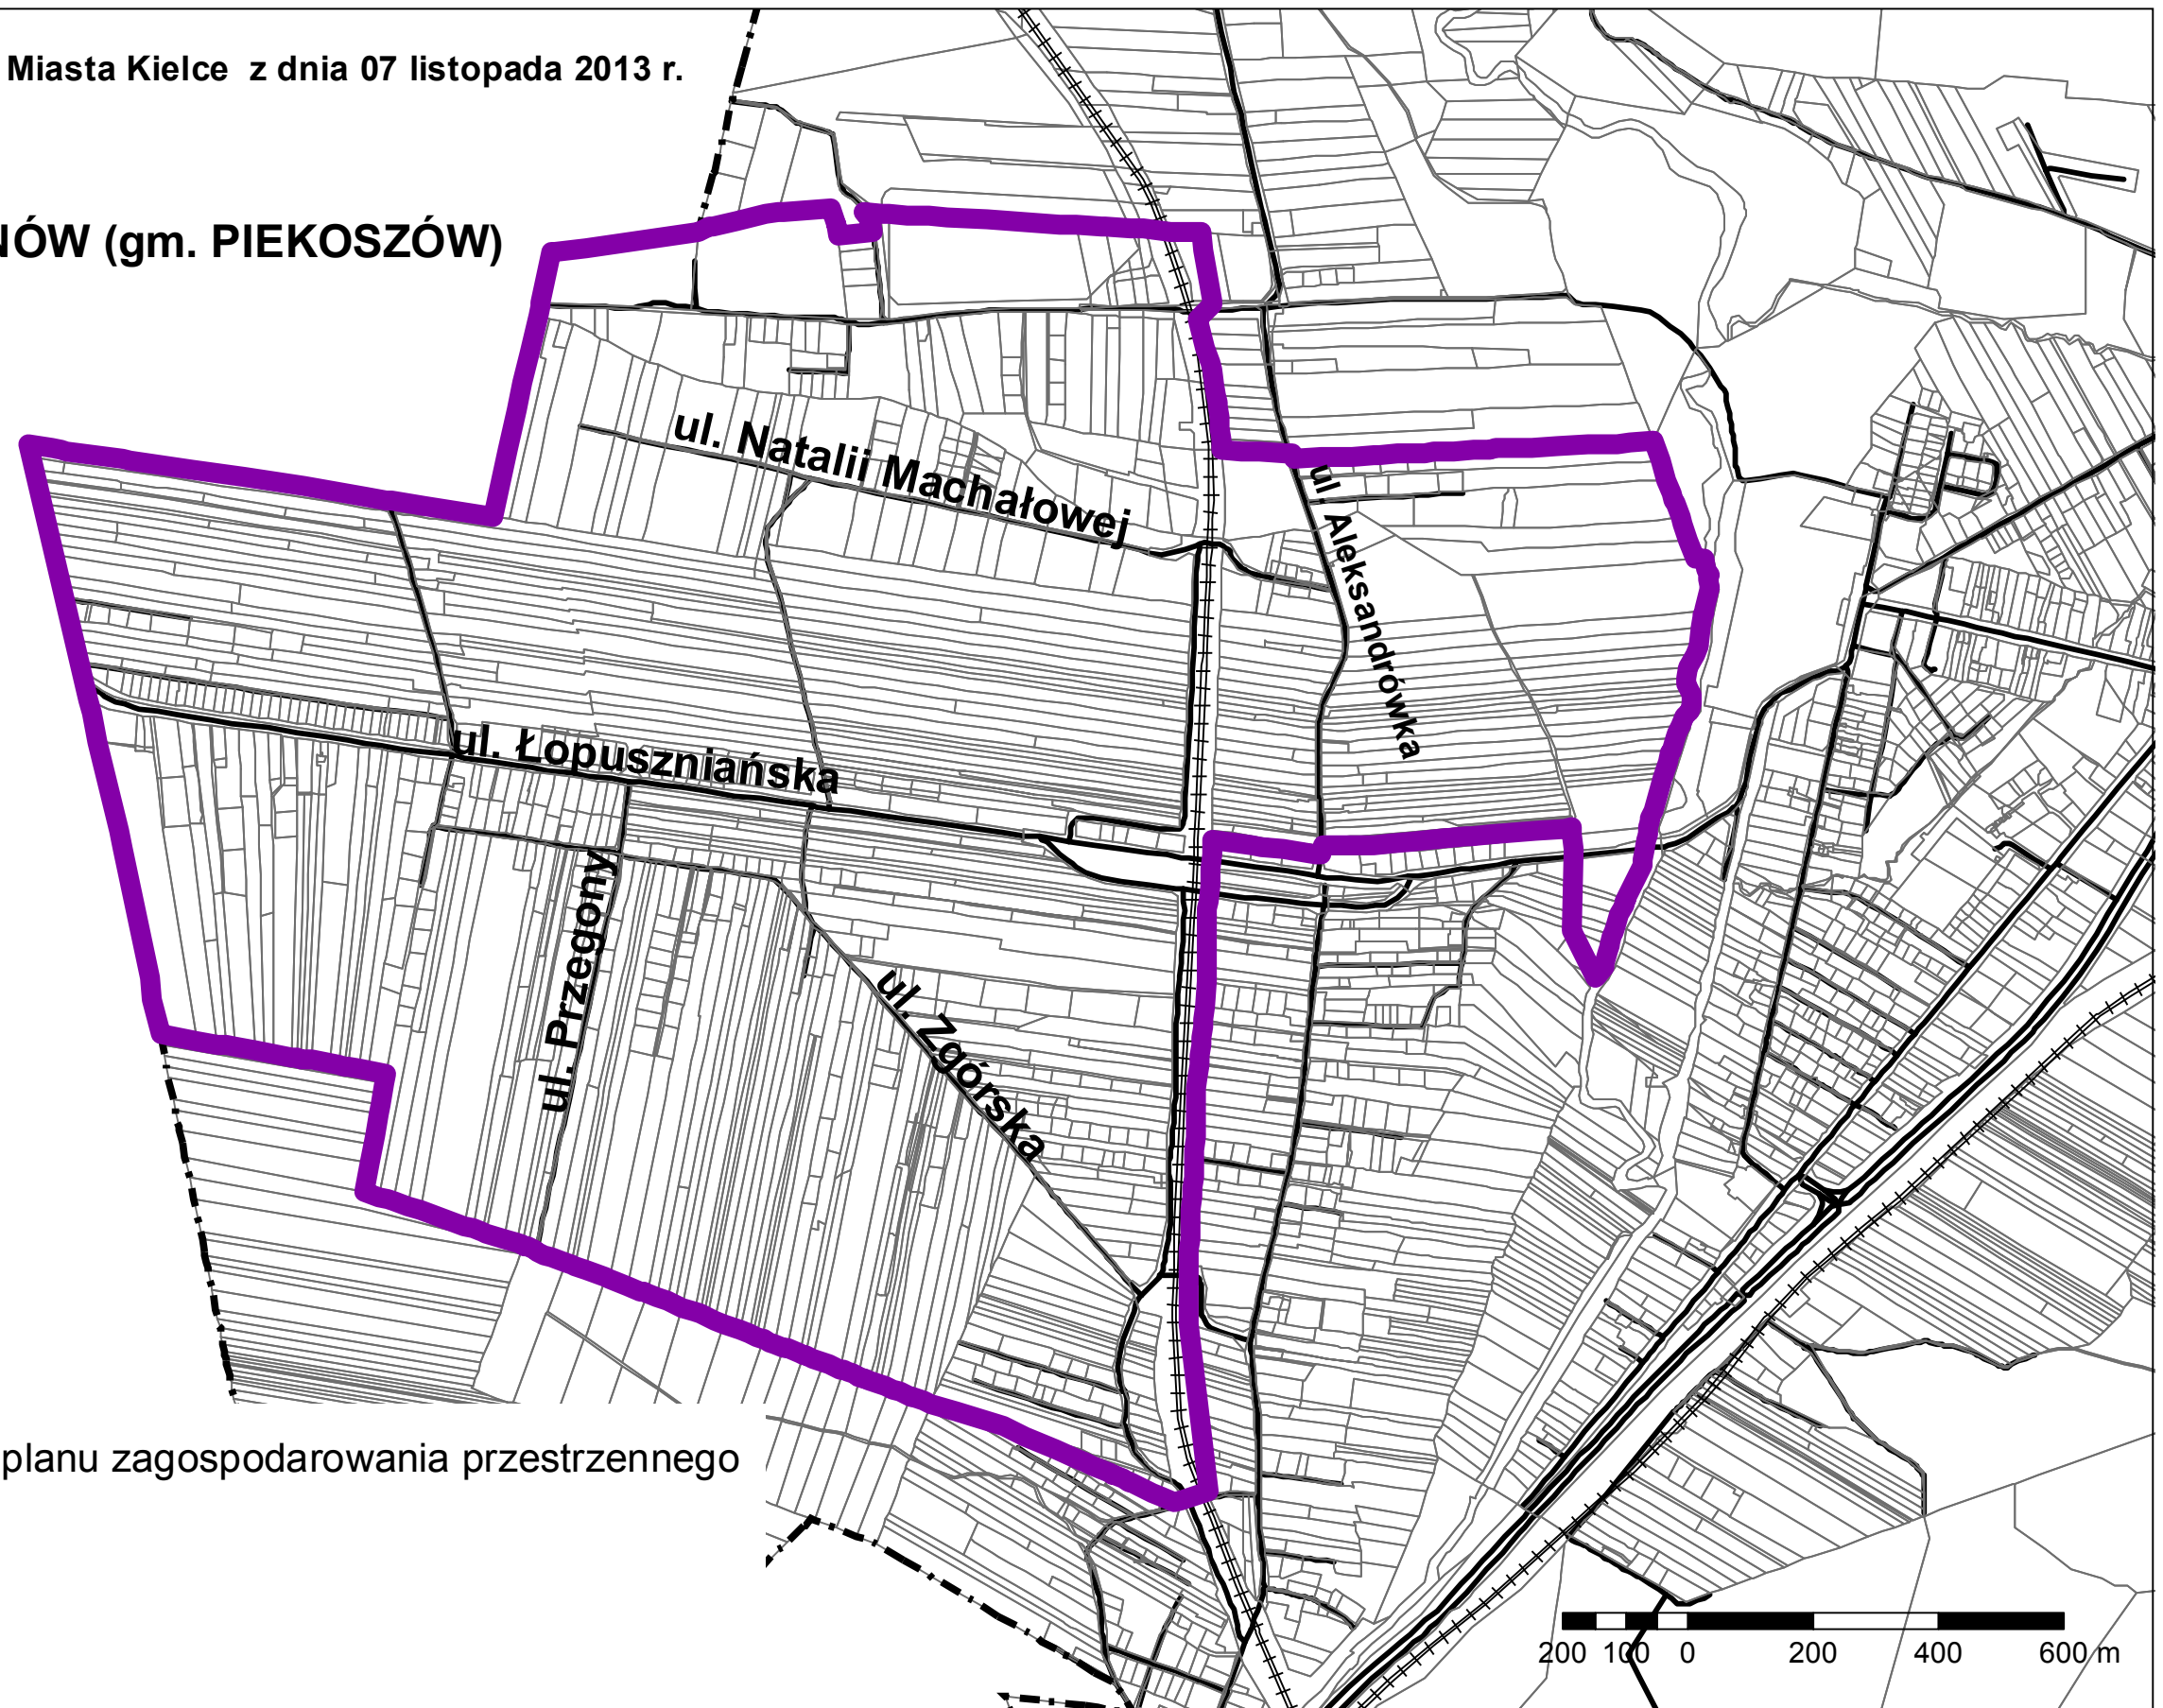 Miasta Kielce z dnia 07 listopada 2013 r.
NÓW (gm. PIEKOSZÓW)
ul. Natalii Machałowej
ul. Aleksandrówka
ul. Łopuszniańska
ul. Przegony
ul. Zgórska
planu zagospodarowania przestrzennego
200 100 0 200 400 600 m